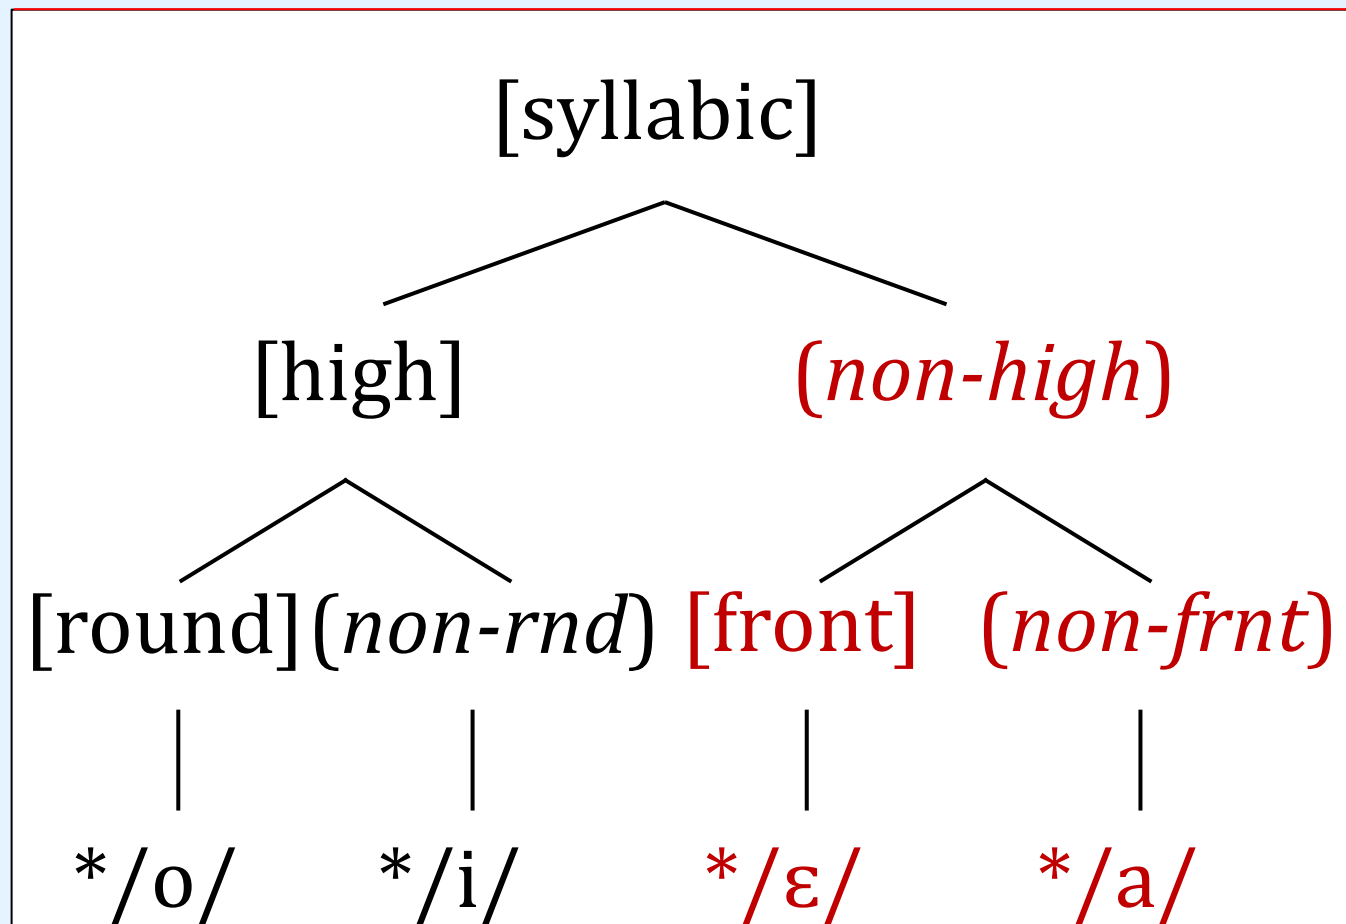 [syllabic]
[high] (non-high)
[round] (non-rnd) [front] (non-frnt)
*/o/ */i/ */ɛ/ */a/